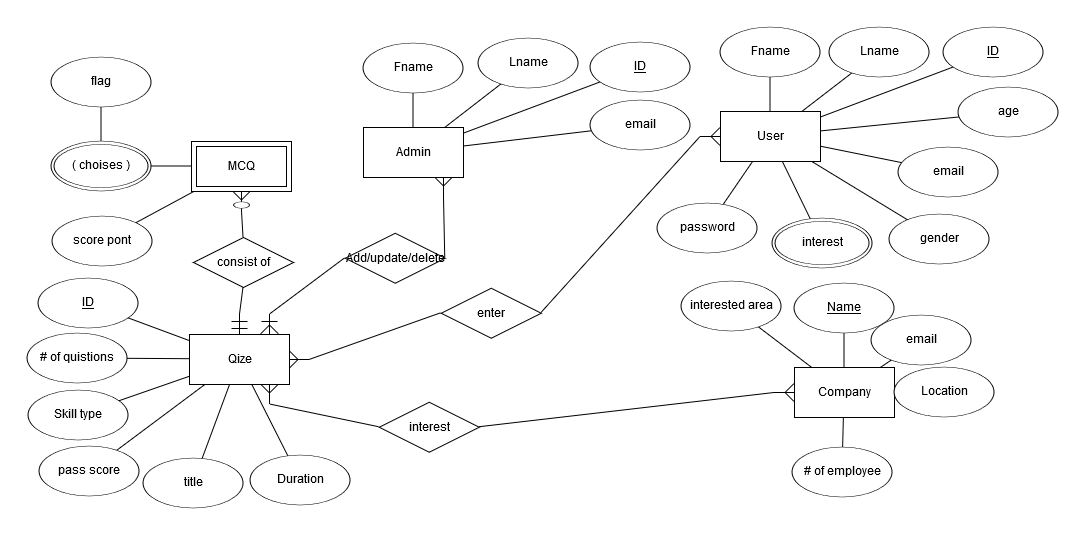 Fname
Lname
ID
Fname
Lname
ID
flag
age
email
( choises )
MCQ
Admin
User
email
score pont
password
interest
gender
consist of
Add/update/delete
ID
enter
interested area
Name
# of quistions
Qize
email
Skill type
Company
Location
interest
pass score
title
Duration
# of employee